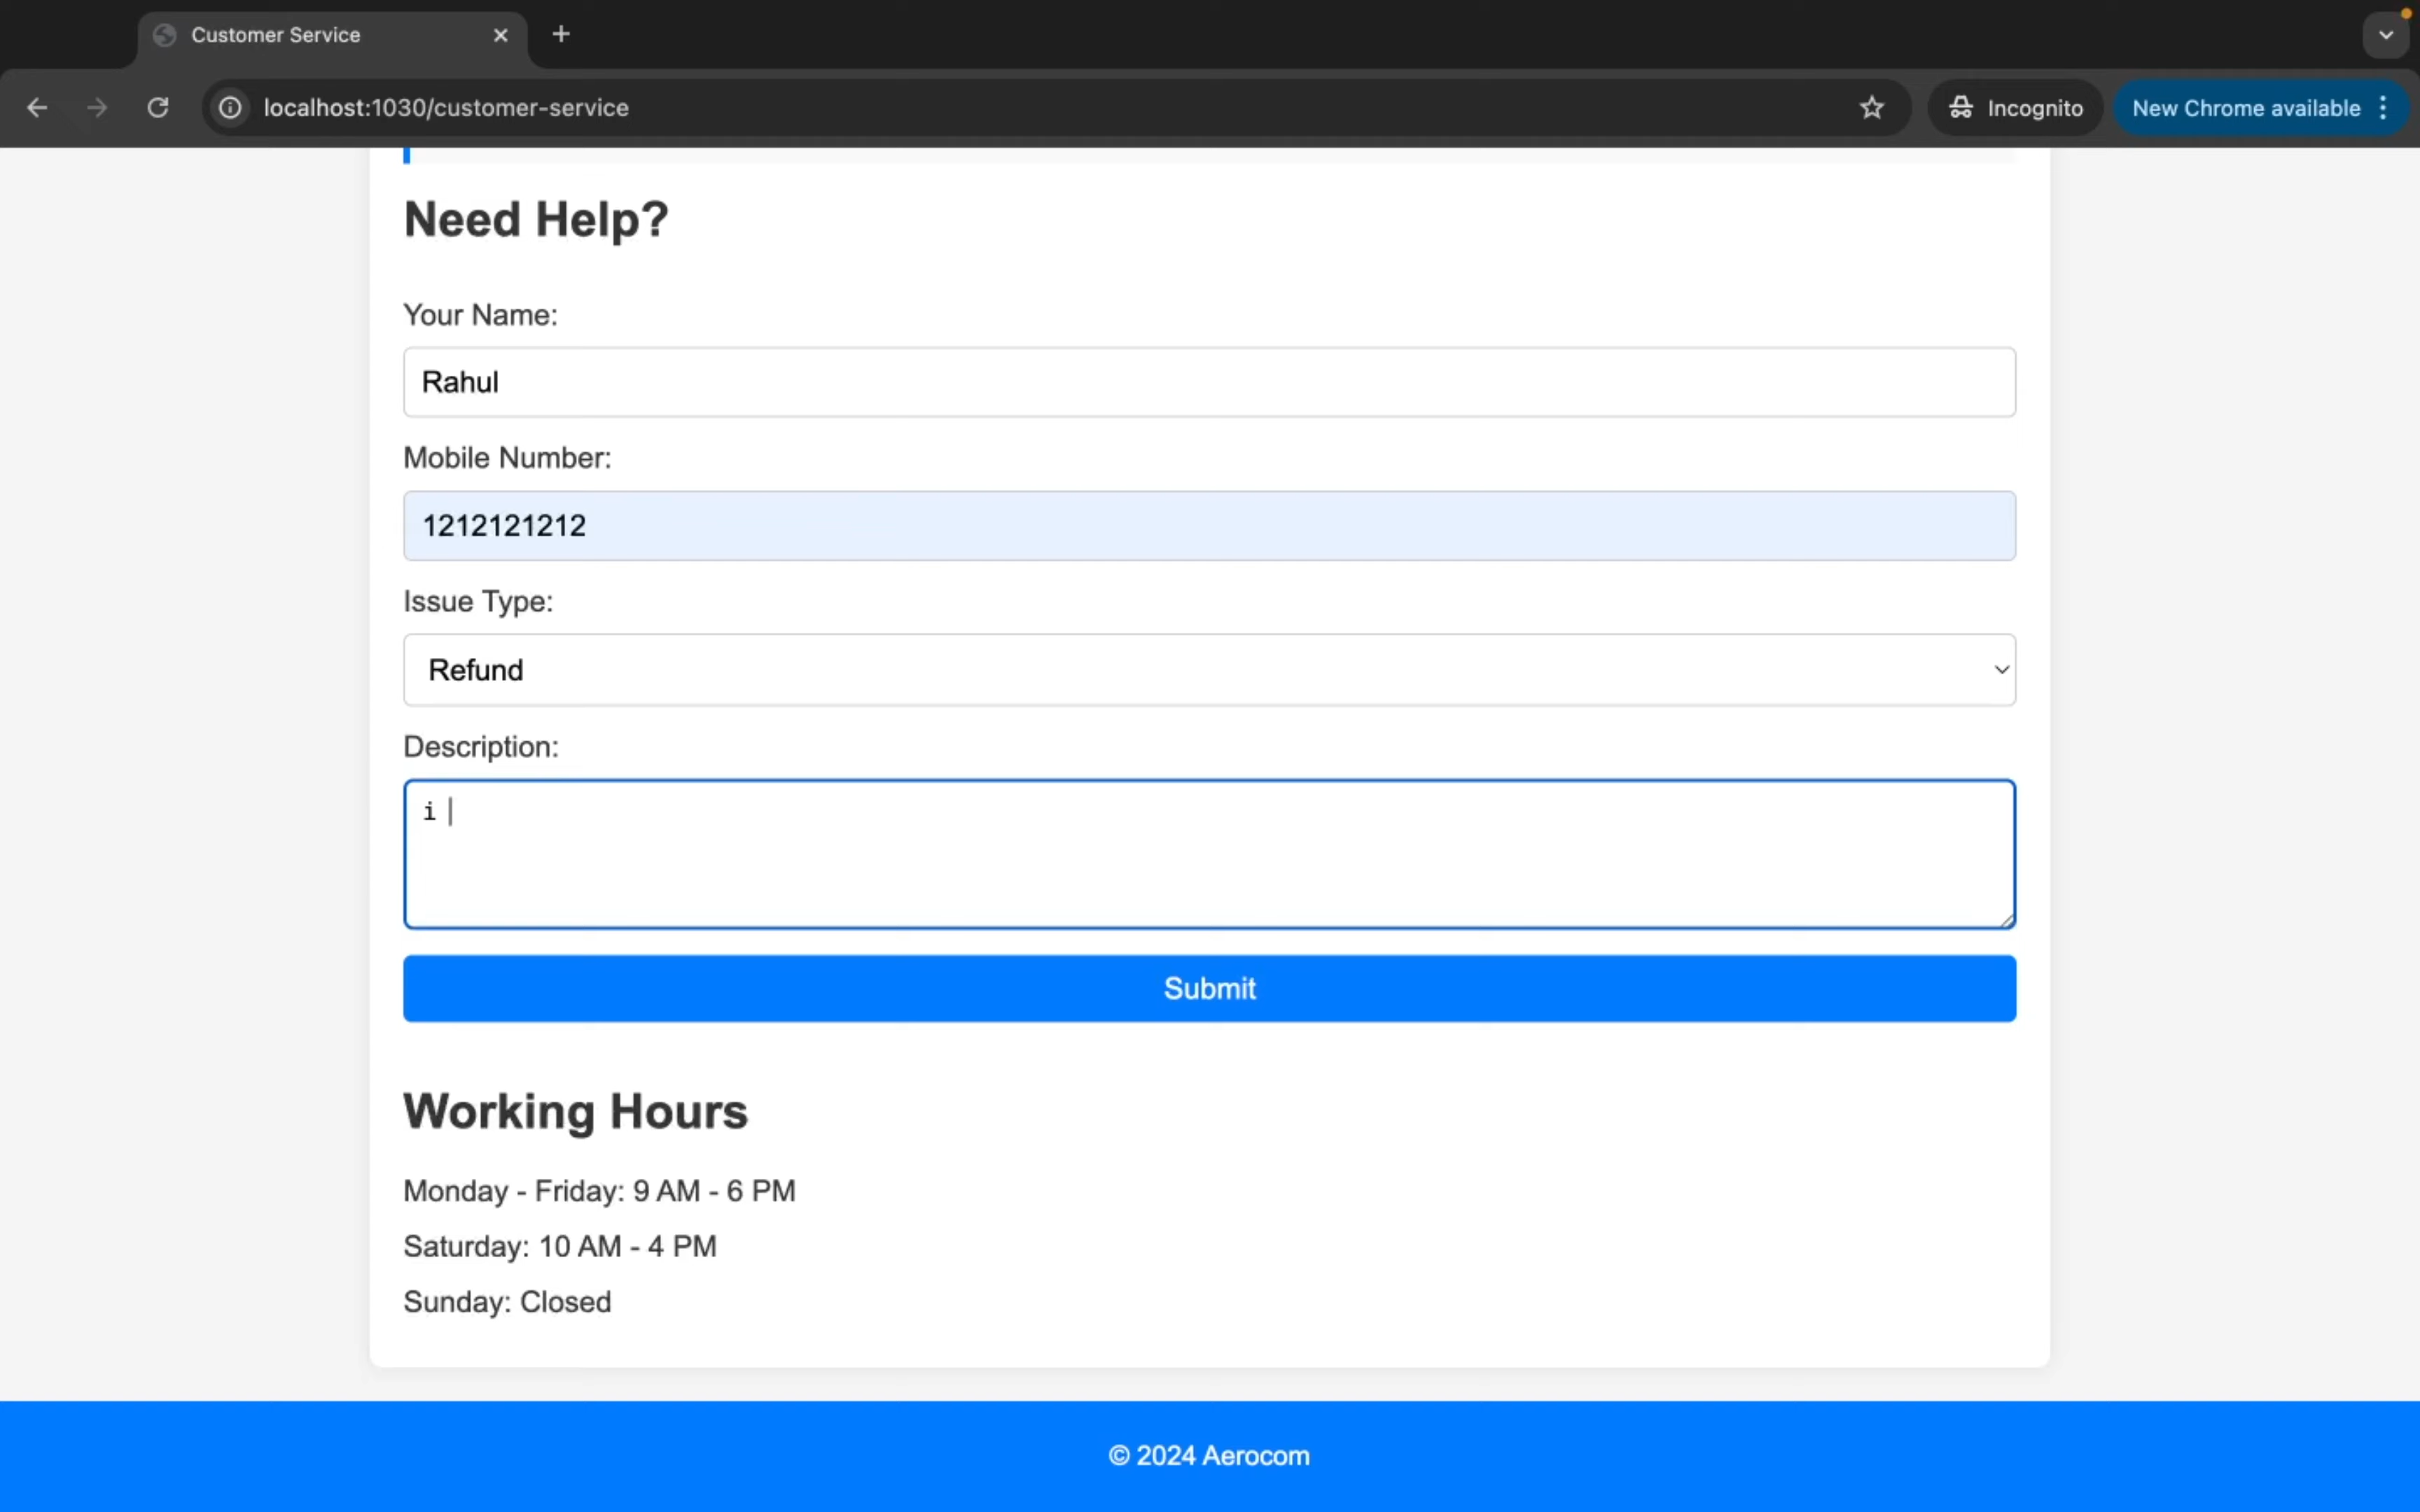 Customer Service
localhost:1030/customer-service
Incognito
New Chrome available
Need Help?
Your Name:
Rahul
Mobile Number:
1212121212
Issue Type:
Refund
Description:
i
Submit
Working Hours
Monday - Friday: 9 AM - 6 PM
Saturday: 10 AM - 4 PM
Sunday: Closed
© 2024 Aerocom